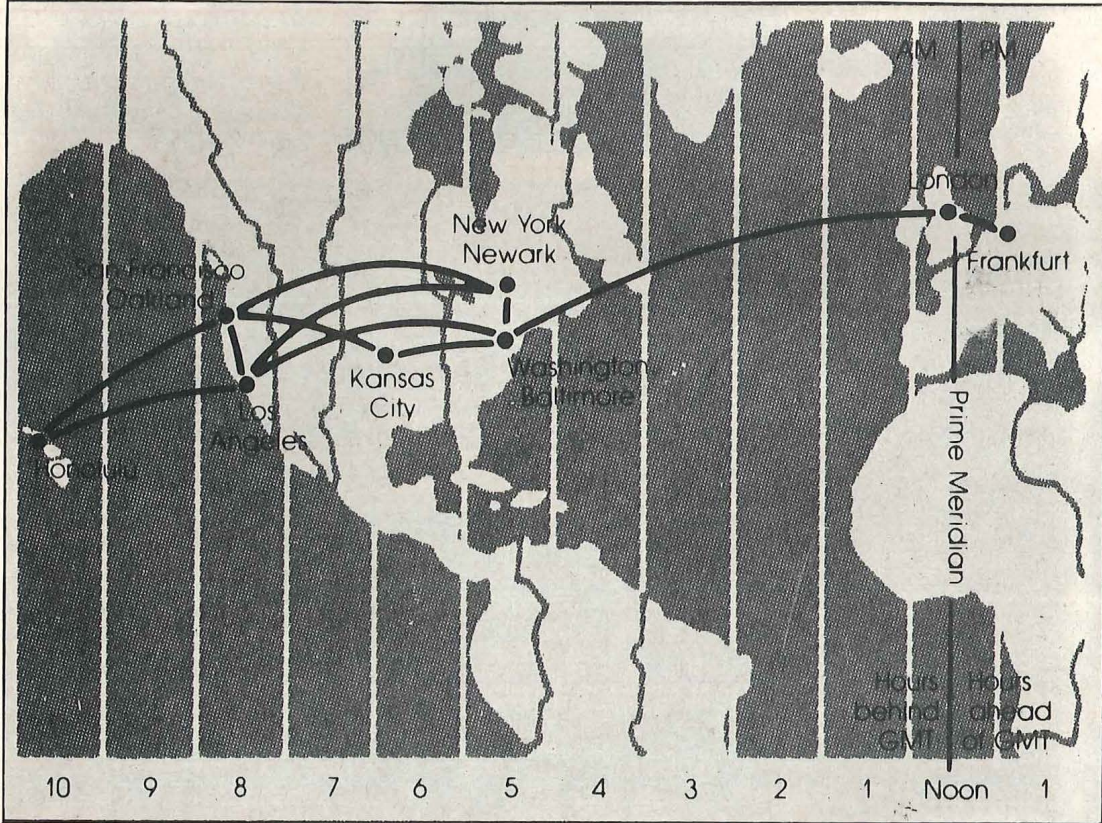 AM PM
London
Frankfurt
New York
Newark
San Francisco
Oakland
Washington
Baltimore
Kansas
City
Los
Angeles
Honolulu
Prime Meridian
Hours
behind
GMT
Hours
ahead
of GMT
10 9 8 7 6 5 4 3 2 1 Noon 1